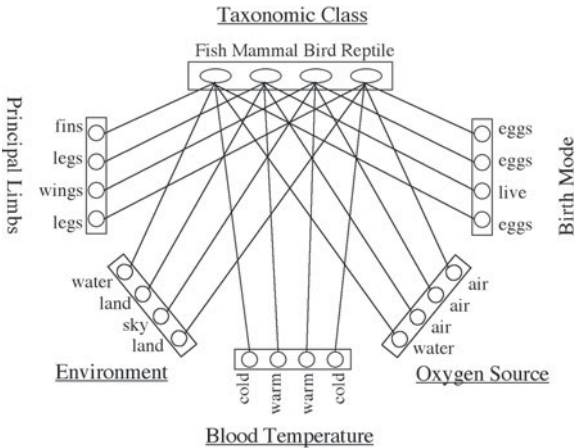 Taxonomic Class
Fish Mammal Bird Reptile
Principal Limbs
fins
legs
wings
legs
eggs
eggs
live
eggs
Birth Mode
water
land
sky
land
Environment
cold
warm
warm
cold
Blood Temperature
air
air
air
water
Oxygen Source